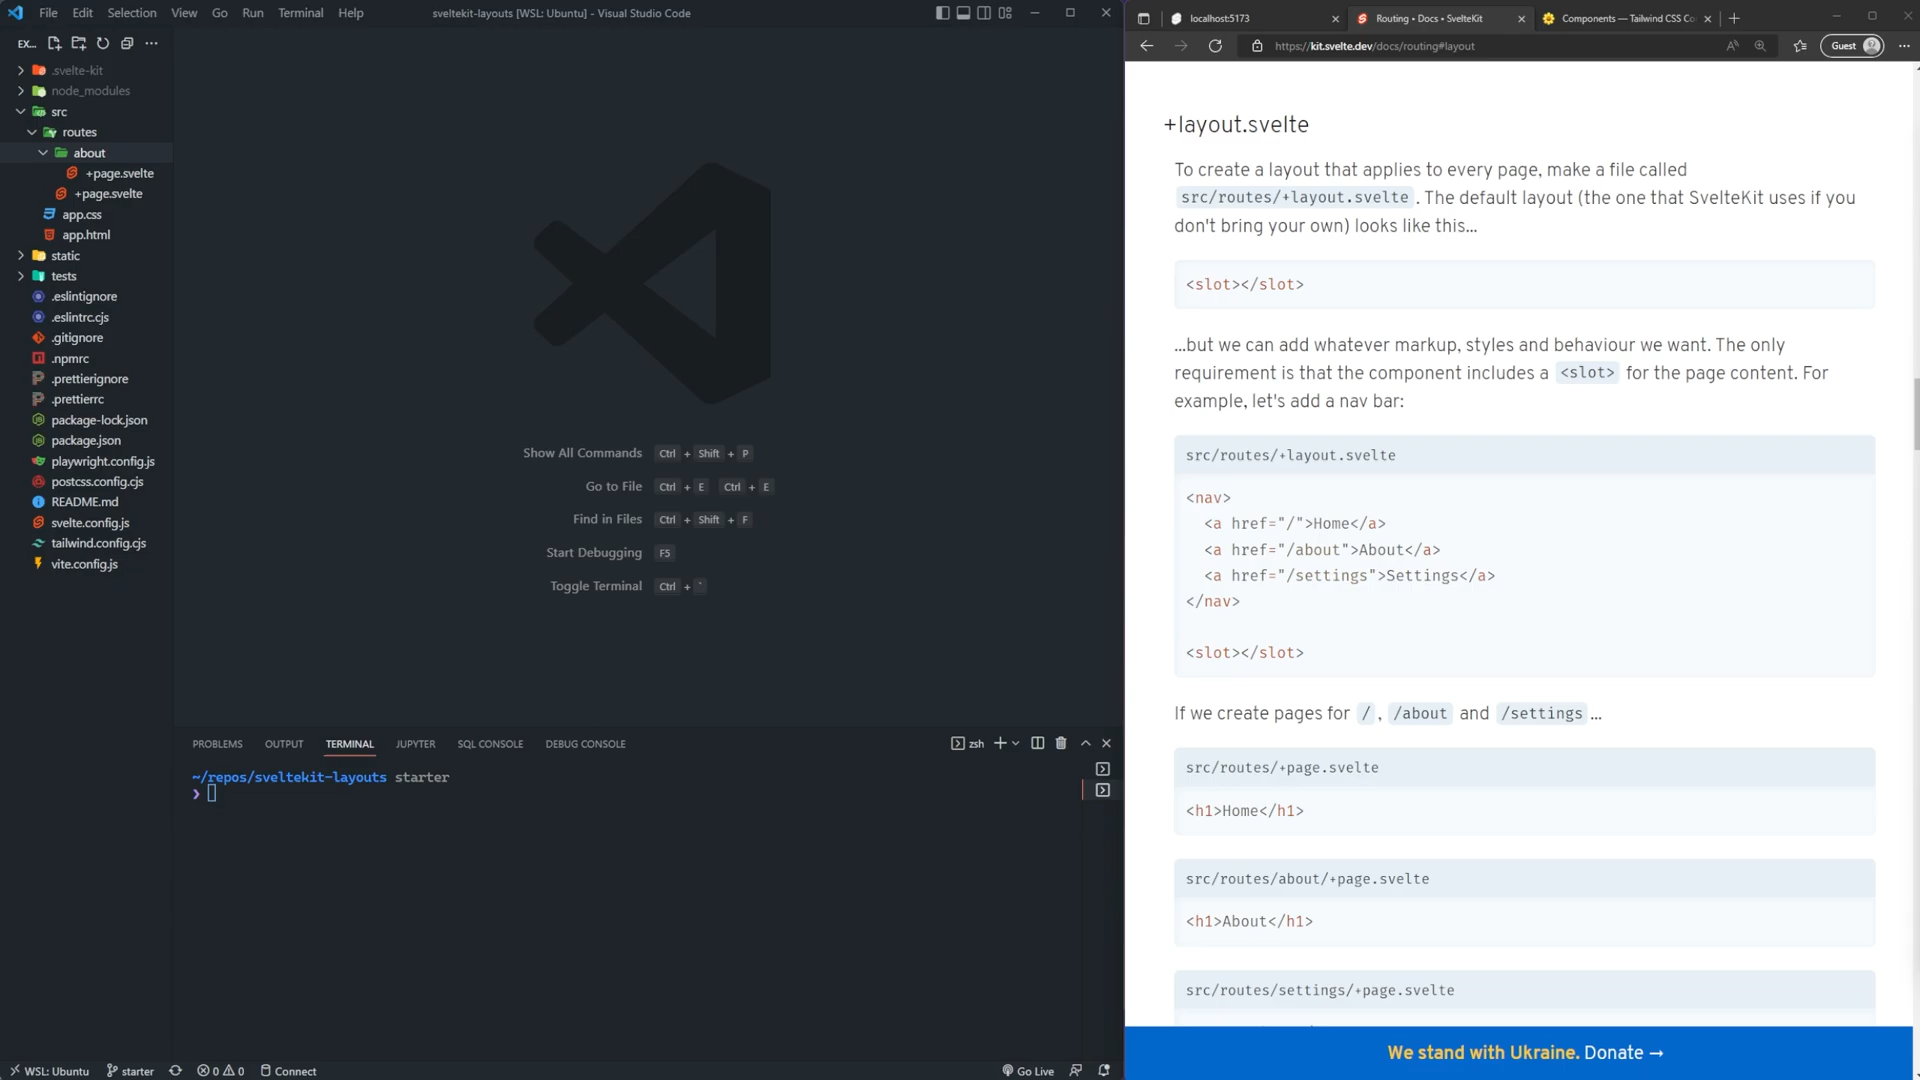 File Edit Selection View Go Run Terminal Help
sveltekit-layouts [WSL: Ubuntu] - Visual Studio Code
EX...
.svelte-kit
node_modules
src
routes
about
+page.svelte
+page.svelte
app.css
app.html
static
tests
.eslintignore
.eslintrc.cjs
.gitignore
.npmrc
.prettierignore
.prettierrc
package-lock.json
package.json
playwright.config.js
postcss.config.cjs
README.md
svelte.config.js
tailwind.config.cjs
vite.config.js
Show All Commands Ctrl + Shift + P
Go to File Ctrl + E Ctrl + E
Find in Files Ctrl + Shift + F
Start Debugging F5
Toggle Terminal Ctrl + `
PROBLEMS OUTPUT TERMINAL JUPYTER SQL CONSOLE DEBUG CONSOLE
zsh
~/repos/sveltekit-layouts starter
❯
WSL: Ubuntu starter 0 0 Connect
Go Live
localhost:5173
Routing • Docs • SvelteKit
Components — Tailwind CSS Co
https://kit.svelte.dev/docs/routing#layout
Guest
+layout.svelte
To create a layout that applies to every page, make a file called
src/routes/+layout.svelte. The default layout (the one that SvelteKit uses if you
don't bring your own) looks like this...
<slot></slot>
...but we can add whatever markup, styles and behaviour we want. The only
requirement is that the component includes a <slot> for the page content. For
example, let's add a nav bar:
src/routes/+layout.svelte
<nav>
<a href="/">Home</a>
<a href="/about">About</a>
<a href="/settings">Settings</a>
</nav>
<slot></slot>
If we create pages for /, /about and /settings ...
src/routes/+page.svelte
<h1>Home</h1>
src/routes/about/+page.svelte
<h1>About</h1>
src/routes/settings/+page.svelte
We stand with Ukraine. Donate →